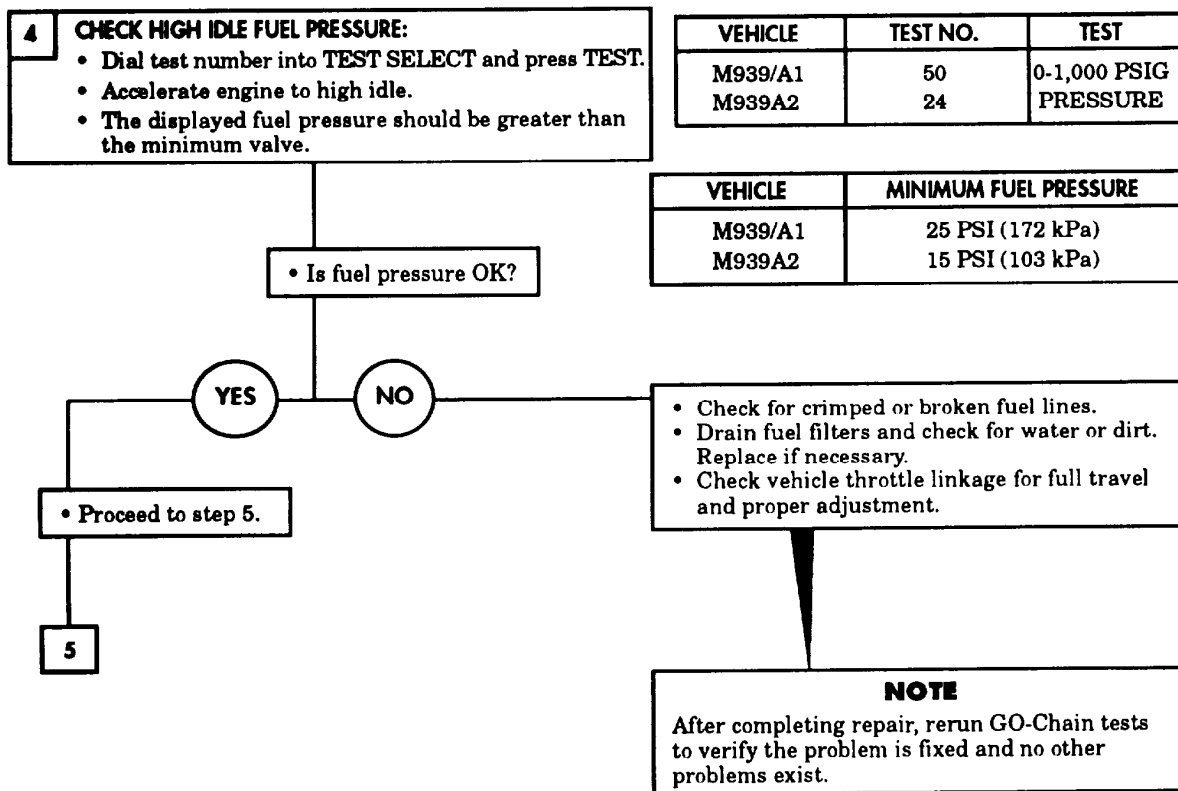 4 CHECK HIGH IDLE FUEL PRESSURE:
• Dial test number into TEST SELECT and press TEST.
• Accelerate engine to high idle.
• The displayed fuel pressure should be greater than
the minimum valve.
VEHICLE TEST NO. TEST
M939/A1 50 0-1,000 PSIG
M939A2 24 PRESSURE
VEHICLE MINIMUM FUEL PRESSURE
M939/A1 25 PSI (172 kPa)
M939A2 15 PSI (103 kPa)
• Is fuel pressure OK?
YES NO
• Check for crimped or broken fuel lines.
• Drain fuel filters and check for water or dirt.
Replace if necessary.
• Check vehicle throttle linkage for full travel
and proper adjustment.
• Proceed to step 5.
5
NOTE
After completing repair, rerun GO-Chain tests
to verify the problem is fixed and no other
problems exist.